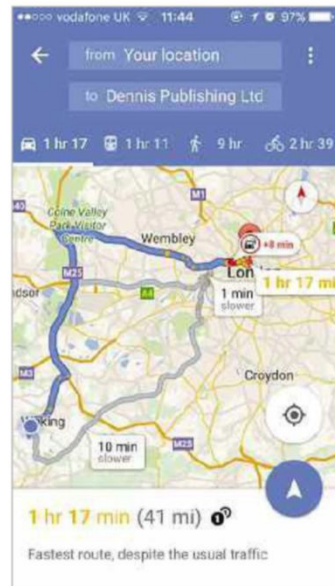 vodafone UK 11:44 97%
from Your location
to Dennis Publishing Ltd
1 hr 17 1 hr 11 9 hr 2 hr 39
M1
Colne Valley
Park Visitor
Centre
Wembley
+8 min
M25
A4
London
1 hr 17 min
1 min
slower
Croydon
M3
10 min
slower
M23
1 hr 17 min (41 mi)
Fastest route, despite the usual traffic